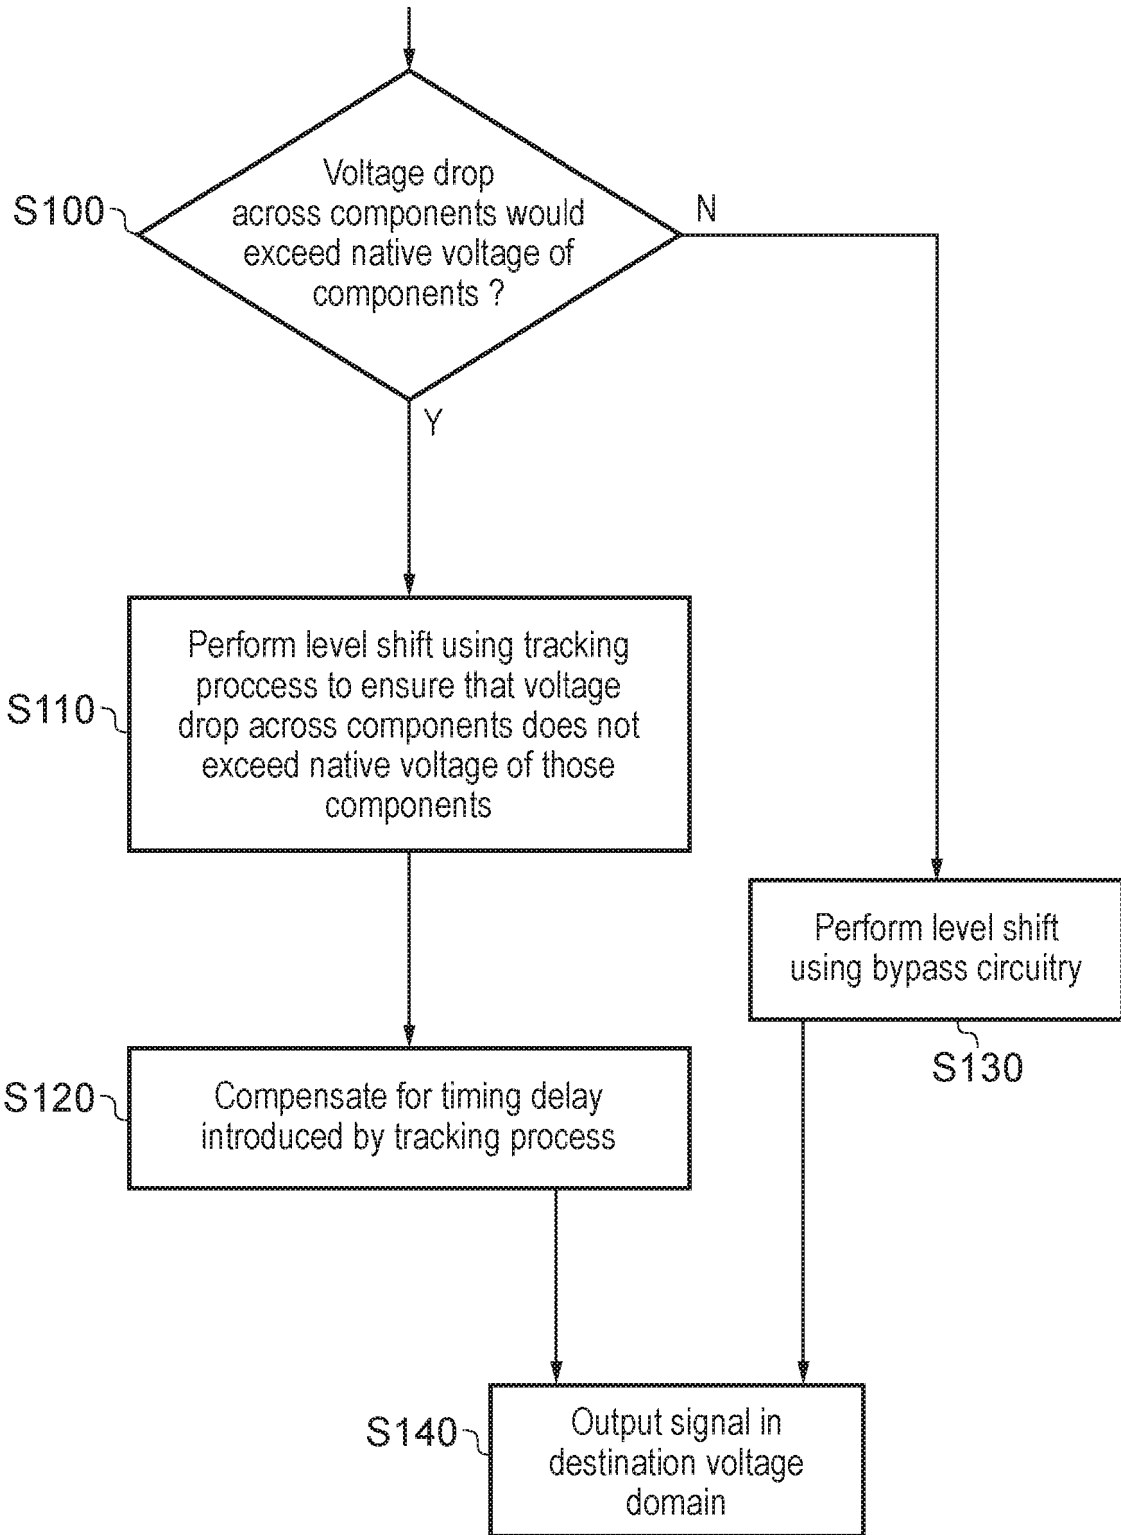 Voltage drop
across components would
exceed native voltage of
components ?
S100
N
Y
Perform level shift using tracking
proccess to ensure that voltage
drop across components does not
exceed native voltage of those
components
S110
Perform level shift
using bypass circuitry
S130
Compensate for timing delay
introduced by tracking process
S120
Output signal in
destination voltage
domain
S140